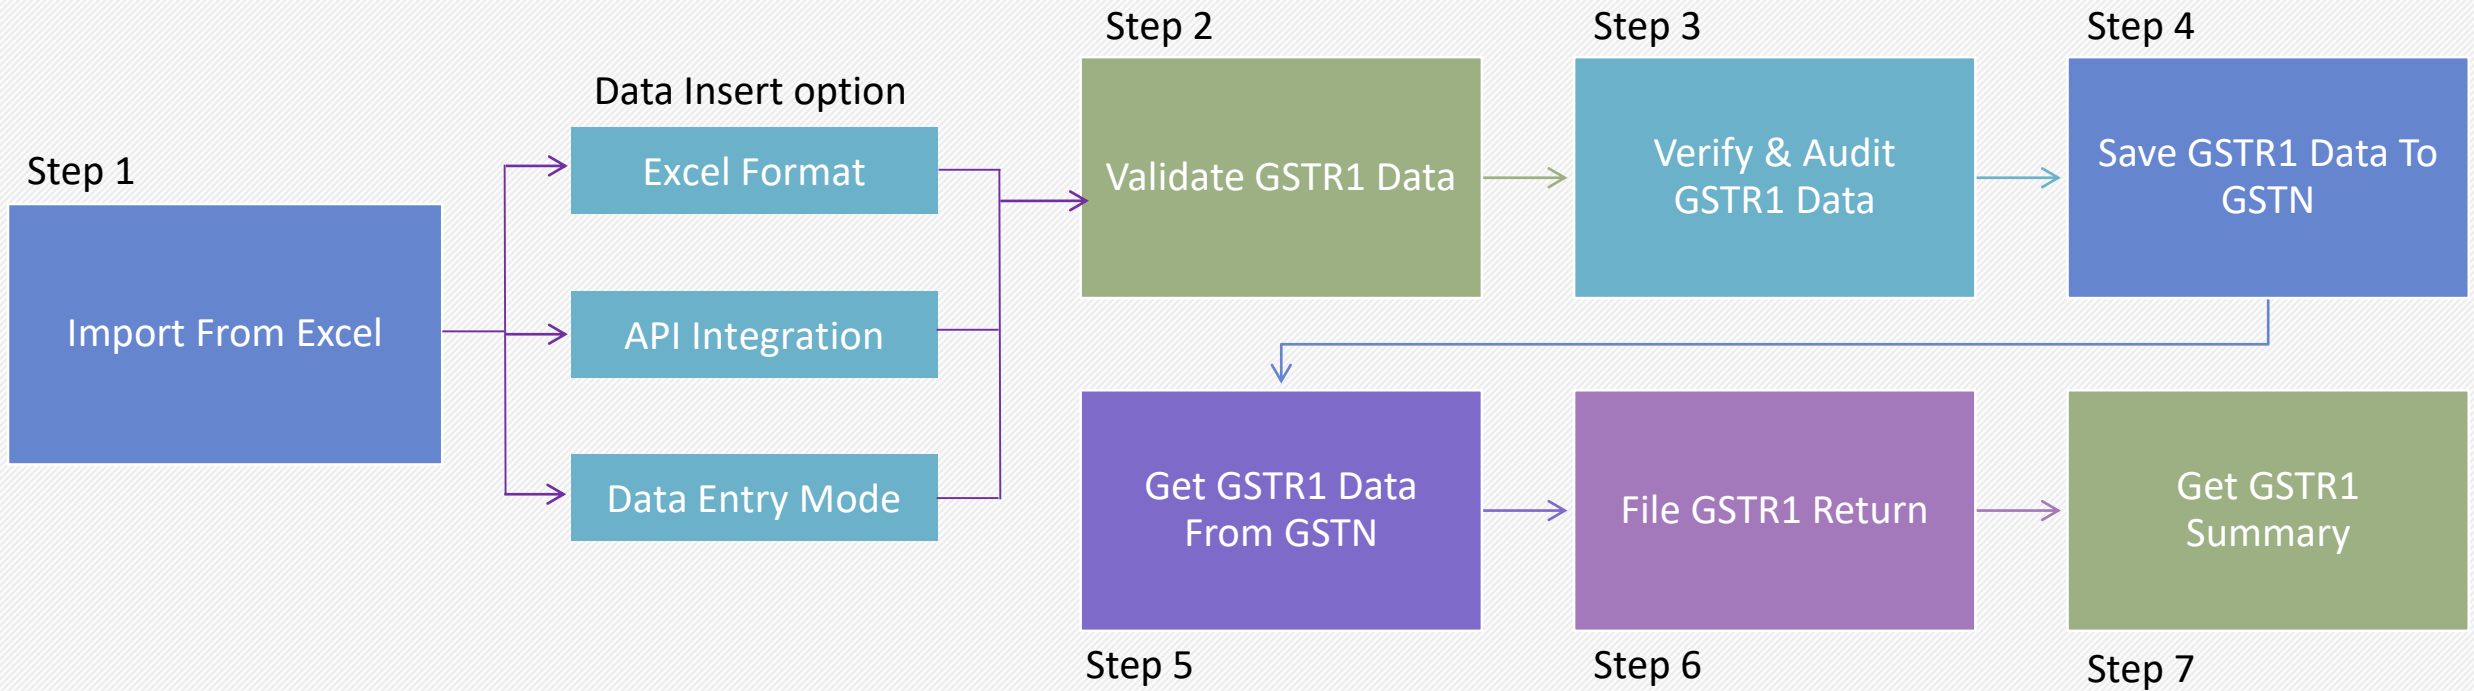 Step 1
Import From Excel
Data Insert option
Excel Format
API Integration
Data Entry Mode
Step 2
Validate GSTR1 Data
Step 3
Verify & Audit
GSTR1 Data
Step 4
Save GSTR1 Data To
GSTN
Get GSTR1 Data
From GSTN
Step 5
File GSTR1 Return
Step 6
Get GSTR1
Summary
Step 7